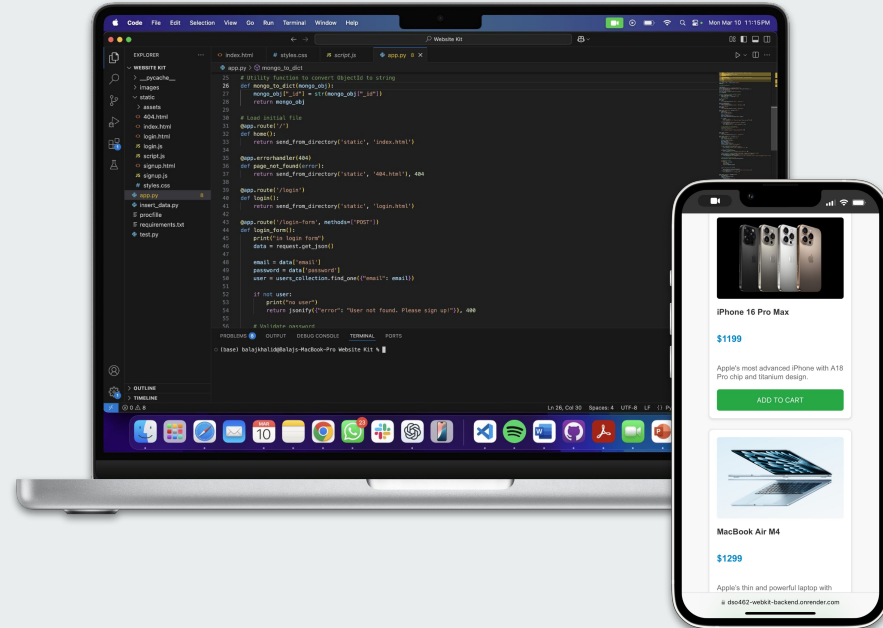 Code File Edit Selection View Go Run Terminal Window Help
Mon Mar 10 11:15 PM
Website Kit
EXPLORER
WEBSITE KIT
> __pycache__
> images
static
> assets
404.html
index.html
login.html
JS login.js
JS script.js
signup.html
JS signup.js
# styles.css
app.py 8
insert_data.py
procfile
requirements.txt
test.py
> OUTLINE
> TIMELINE
index.html
# styles.css
JS script.js
app.py 8 X
app.py > mongo_to_dict
25 # Utility function to convert ObjectId to string
26 def mongo_to_dict(mongo_obj):
27 mongo_obj["_id"] = str(mongo_obj["_id"])
28 return mongo_obj
29
30 # Load initial file
31 @app.route('/')
32 def home():
33 return send_from_directory('static', 'index.html')
34
35 @app.errorhandler(404)
36 def page_not_found(error):
37 return send_from_directory('static', '404.html'), 404
38
39 @app.route('/login')
40 def login():
41 return send_from_directory('static', 'login.html')
42
43 @app.route('/login-form', methods=["POST"])
44 def login_form():
45 print("in login form")
46 data = request.get_json()
47
48 email = data['email']
49 password = data['password']
50 user = users_collection.find_one({"email": email})
51
52 if not user:
53 print("no user")
54 return jsonify({"error": "User not found. Please sign up!"}), 400
55
56 # Validate password
PROBLEMS 8 OUTPUT DEBUG CONSOLE TERMINAL PORTS
(base) balajkhalid@Balajs-MacBook-Pro Website Kit %
0 8
Ln 26, Col 30 Spaces: 4 UTF-8 LF
MAR
10
23
iPhone 16 Pro Max
$1199
Apple's most advanced iPhone with A18
Pro chip and titanium design.
ADD TO CART
MacBook Air M4
$1299
Apple's thin and powerful laptop with
dso462-webkit-backend.onrender.com